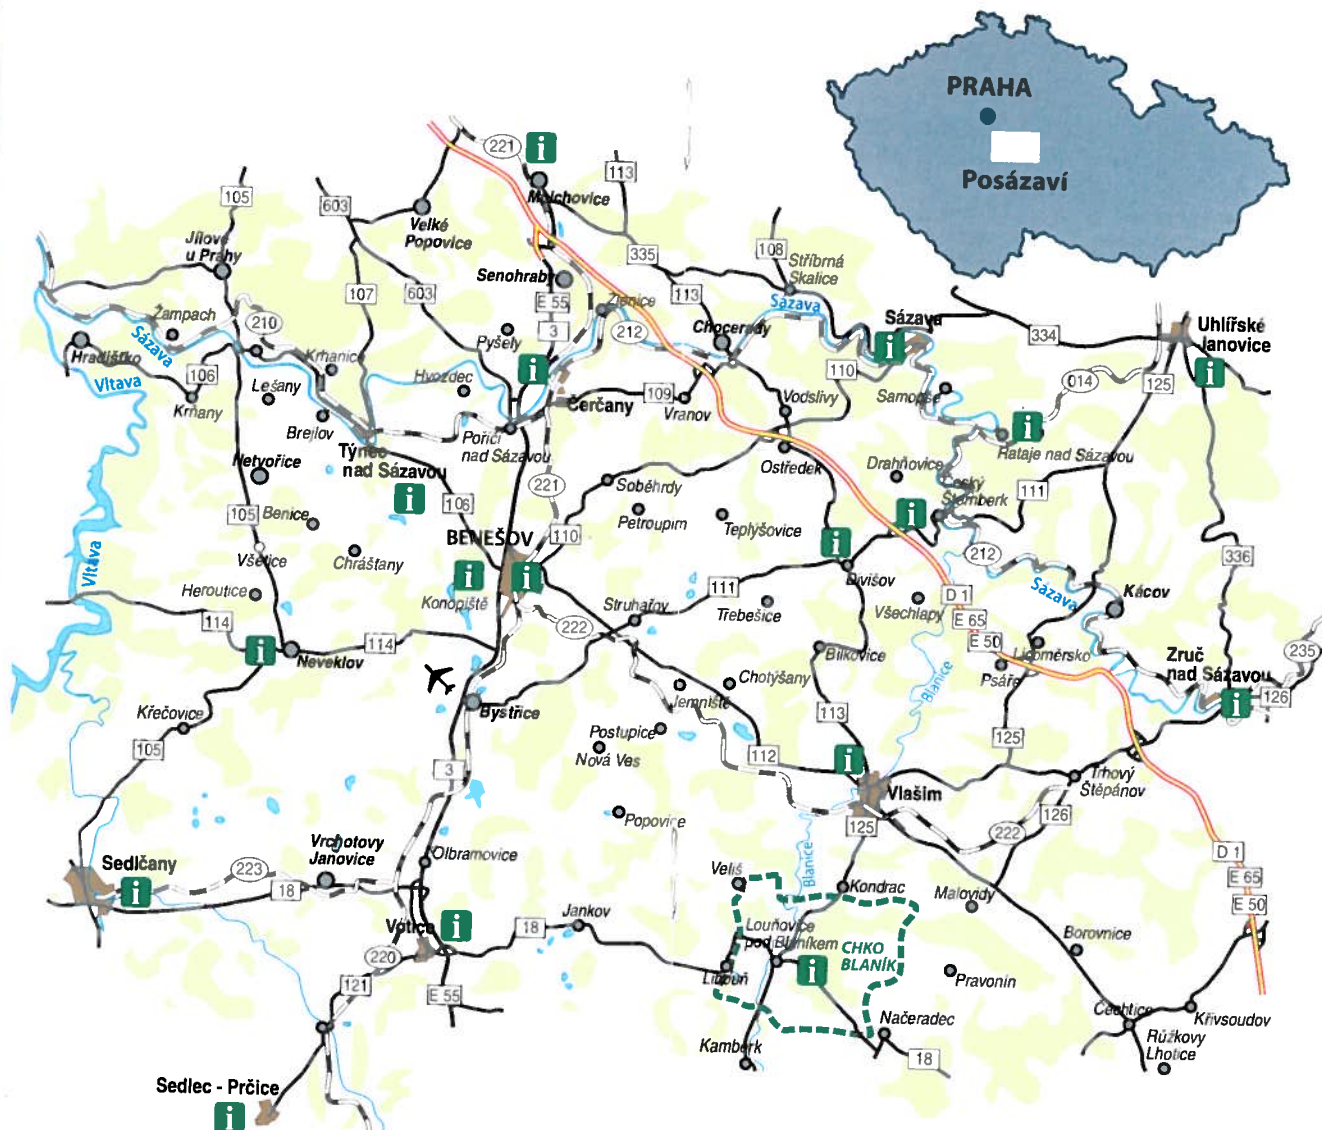 PRAHA
Posázaví
221
i
113
105
603
Mnichovice
Velké
Popovice
Jílové
u Prahy
335
108
Stříbrná
Skalice
Senohraby
107
603
E 55
113
Zlenice
Sázava
Žampach
210
3
212
Chocerady
Sázava
334
Uhlířské
Janovice
Sázava
Pyšely
i
i
Hradištko
Krhanice
Hvozdec
110
014
125
i
Vltava
106
Lešany
109
Vranov
Vodslivy
Samopše
Krňany
Čerčany
Brejlov
Týnec
nad Sázavou
Poříčí
nad Sázavou
i
Rataje nad Sázavou
Netvořice
Ostředek
Drahňovice
Český
Šternberk
111
i
106
221
Soběhrdy
105
Benice
Petroupim
Teplýšovice
i
BENEŠOV
110
i
212
336
Všetice
Chrášťany
Vltava
i
i
Divišov
Sázava
Kácov
Heroutice
Konopiště
Struhařov
111
Třebešice
Všechlapy
D 1
114
222
E 65
i
Neveklov
114
E 50
Bílkovice
Liboměřsko
Psáře
Zruč
nad Sázavou
235
Blanice
Chotýšany
Jemniště
126
i
Křečovice
Bystřice
113
105
Postupice
Nová Ves
125
3
112
i
Trhový
Štěpánov
Vlašim
Popovice
125
222
126
Vrchotovy
Janovice
Olbramovice
D 1
Sedlčany
223
Blanice
Veliš
E 65
i
18
Kondrac
Malovidy
E 50
Votice
i
18
Jankov
Louňovice
pod Blaníkem
CHKO
BLANÍK
Borovnice
220
Libouň
i
Pravonín
121
E 55
Načeradec
Čechtice
Křivsoudov
Kamberk
18
Růžkovy
Lhotice
Sedlec - Prčice
i